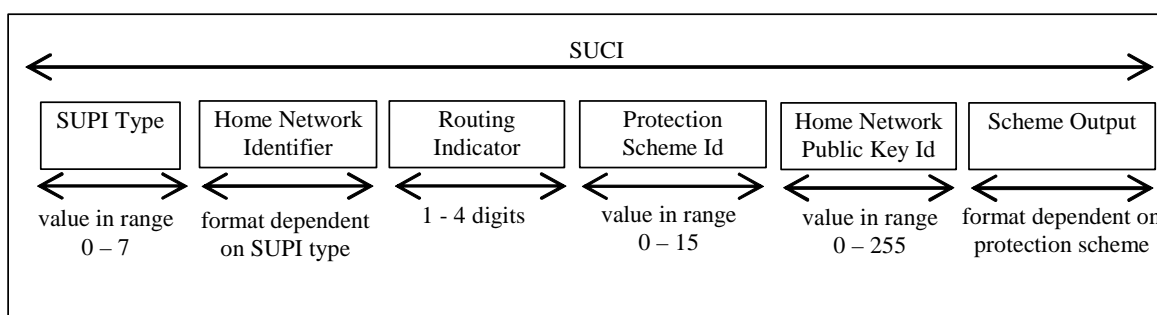 SUCI
SUPI Type
Home Network
Identifier
Routing
Indicator
Protection
Scheme Id
Home Network
Public Key Id
Scheme Output
value in range
0 – 7
format dependent
on SUPI type
1 - 4 digits
value in range
0 – 15
value in range
0 – 255
format dependent on
protection scheme